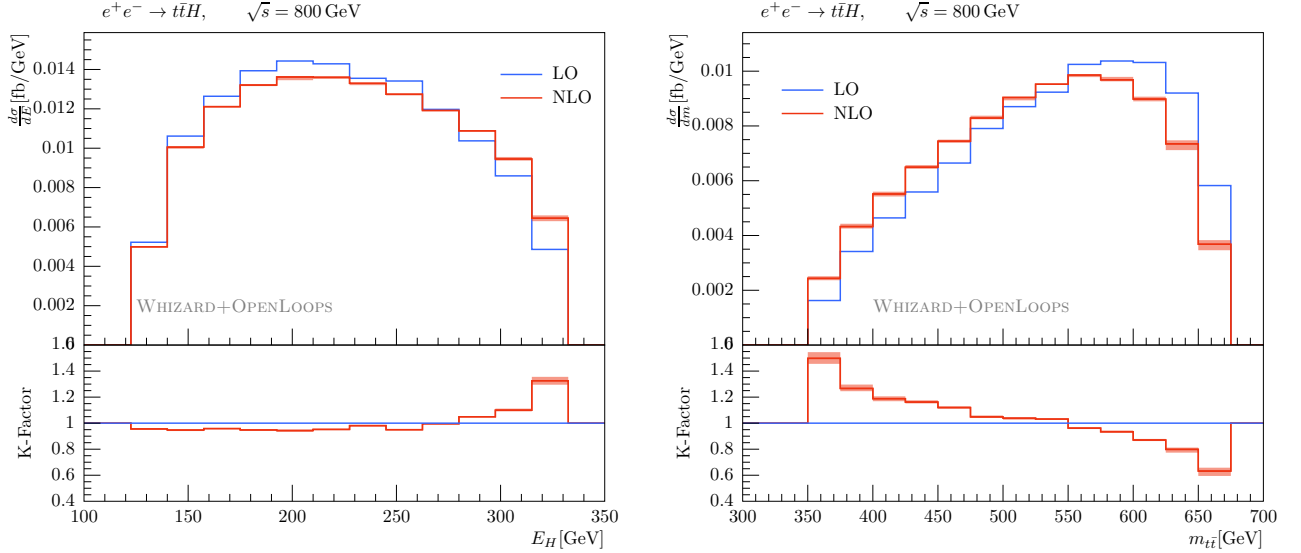 e⁺e⁻ → tt̄H, √s = 800 GeV
dσ/dE [fb/GeV]
0.014
0.012
0.01
0.008
0.006
0.004
0.002
0
LO
NLO
WHIZARD+OPENLOOPS
K-Factor
1.6
1.4
1.2
1
0.8
0.6
0.4
100 150 200 250 300 350
E_H[GeV]
e⁺e⁻ → tt̄H, √s = 800 GeV
dσ/dm [fb/GeV]
0.01
0.008
0.006
0.004
0.002
0
LO
NLO
WHIZARD+OPENLOOPS
K-Factor
1.6
1.4
1.2
1
0.8
0.6
0.4
300 350 400 450 500 550 600 650 700
m_tt̄[GeV]